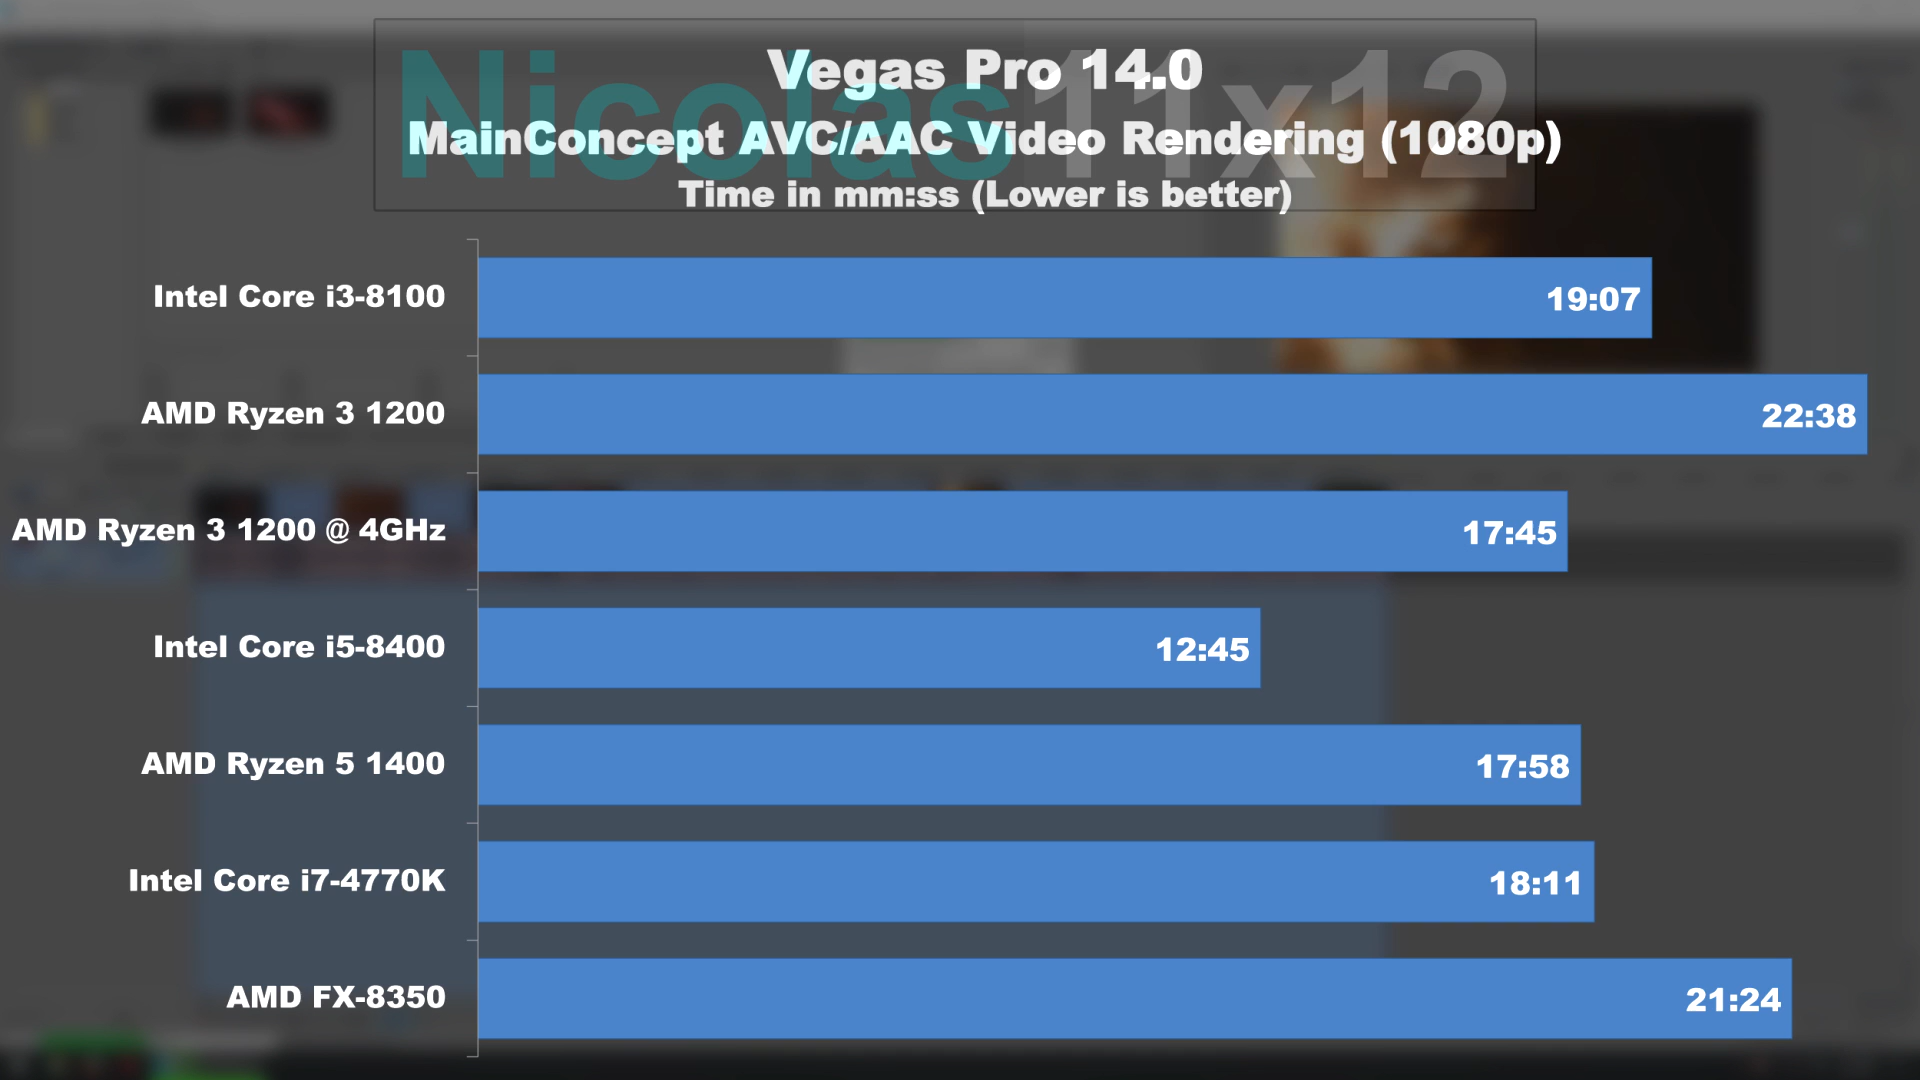 Nicolas11x12
Vegas Pro 14.0
MainConcept AVC/AAC Video Rendering (1080p)
Time in mm:ss (Lower is better)
Intel Core i3-8100 19:07
AMD Ryzen 3 1200 22:38
AMD Ryzen 3 1200 @ 4GHz 17:45
Intel Core i5-8400 12:45
AMD Ryzen 5 1400 17:58
Intel Core i7-4770K 18:11
AMD FX-8350 21:24